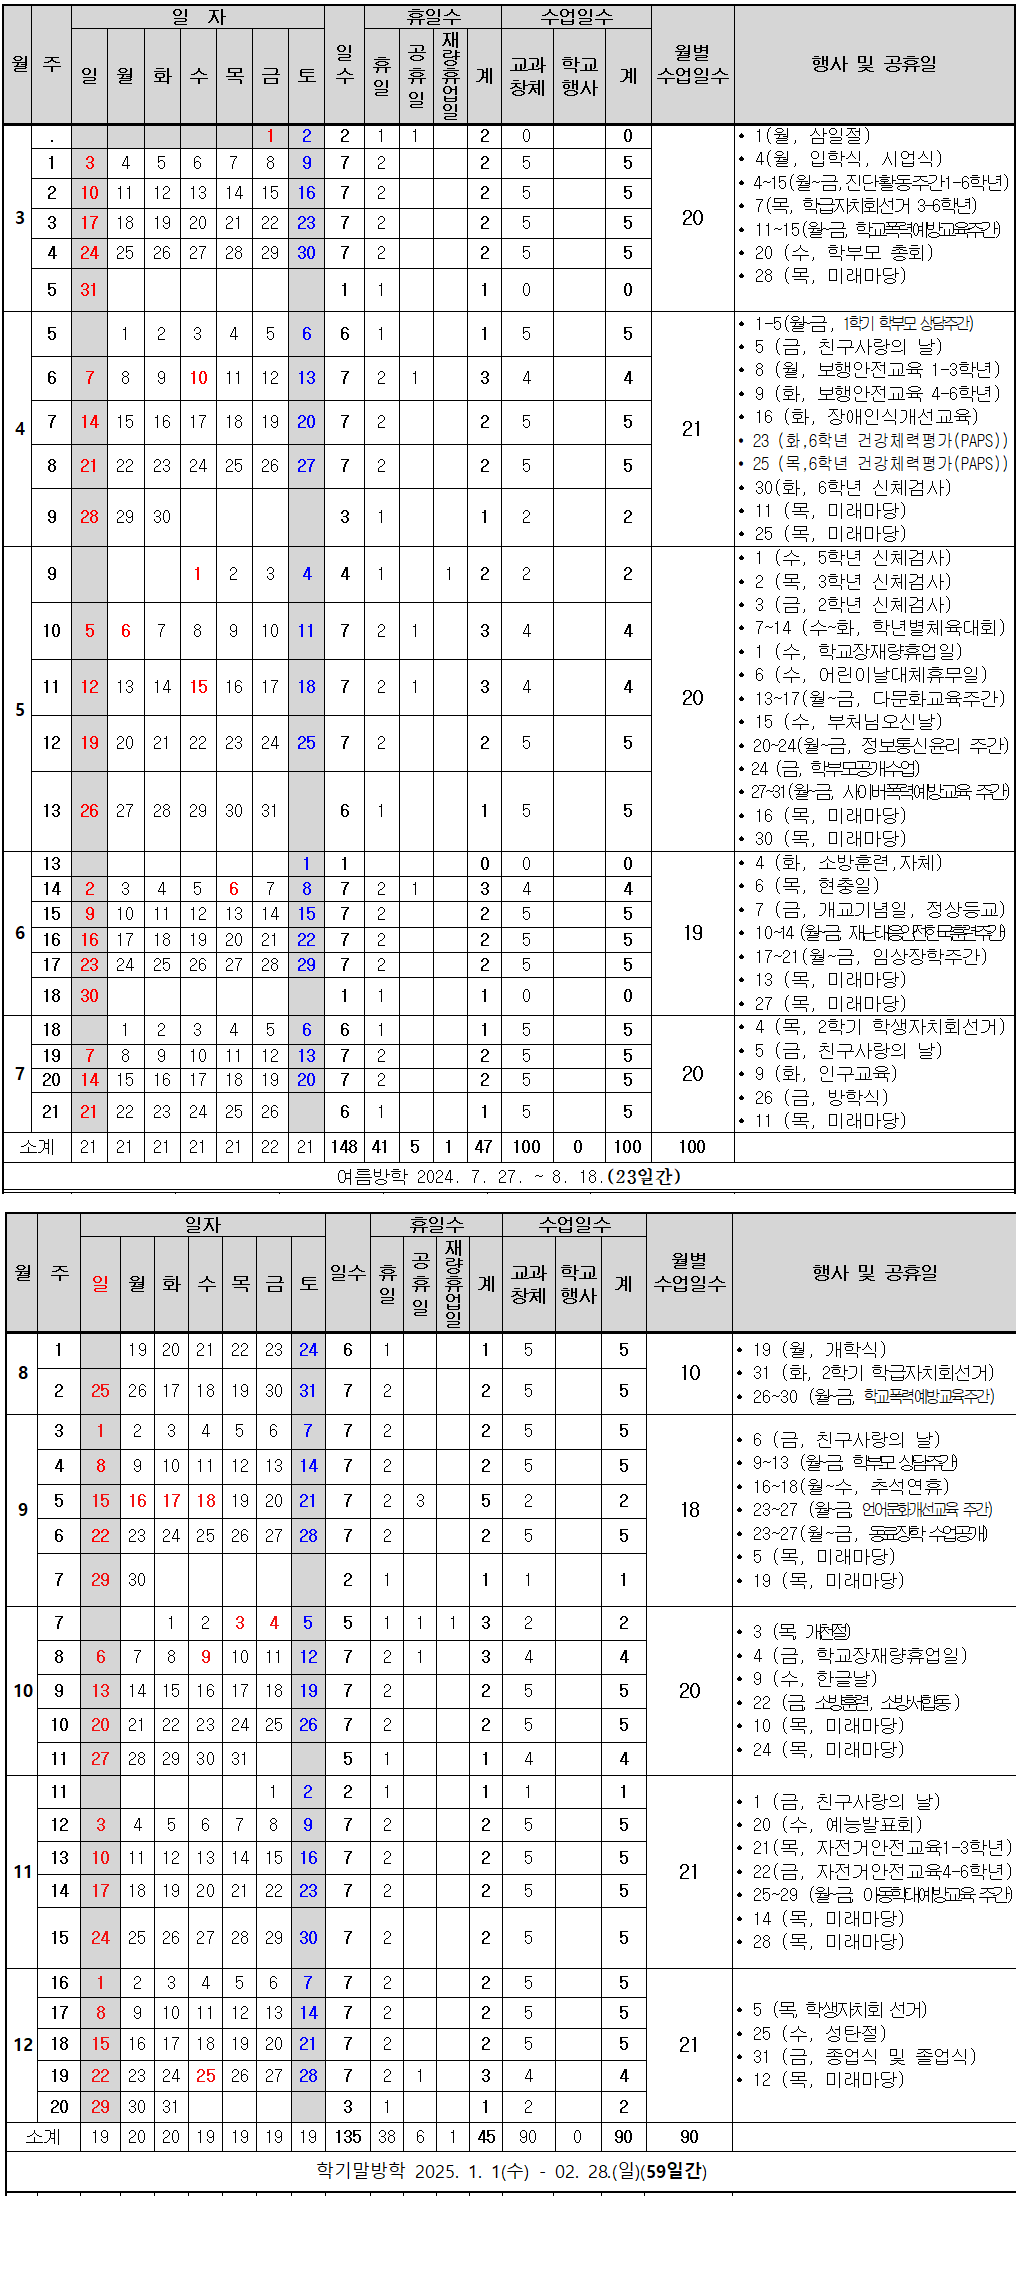 월 주 일 자 일수 휴일수 수업일수 월별 수업일수 행사 및 공휴일
일 월 화 수 목 금 토 휴일 공휴일 재량휴업일 계 교과창체 학교행사 계
3
. 1 2 2 1 1 2 0 0
1 3 4 5 6 7 8 9 7 2 2 5 5
2 10 11 12 13 14 15 16 7 2 2 5 5
3 17 18 19 20 21 22 23 7 2 2 5 5
4 24 25 26 27 28 29 30 7 2 2 5 5
5 31 1 1 1 0 0
20
• 1(월, 삼일절)
• 4(월, 입학식, 시업식)
• 4~15(월~금,진단활동주간1-6학년)
• 7(목, 학급자치회선거 3-6학년)
• 11~15(월~금, 학교폭력예방교육주간)
• 20 (수, 학부모 총회)
• 28 (목, 미래마당)
4
5 1 2 3 4 5 6 6 1 1 5 5
6 7 8 9 10 11 12 13 7 2 1 3 4 4
7 14 15 16 17 18 19 20 7 2 2 5 5
8 21 22 23 24 25 26 27 7 2 2 5 5
9 28 29 30 3 1 1 2 2
21
• 1-5(월~금, 1학기 학부모 상담주간)
• 5 (금, 친구사랑의 날)
• 8 (월, 보행안전교육 1-3학년)
• 9 (화, 보행안전교육 4-6학년)
• 16 (화, 장애인식개선교육)
• 23 (화,6학년 건강체력평가(PAPS))
• 25 (목,6학년 건강체력평가(PAPS))
• 30(화, 6학년 신체검사)
• 11 (목, 미래마당)
• 25 (목, 미래마당)
5
9 1 2 3 4 4 1 1 2 2 2
10 5 6 7 8 9 10 11 7 2 1 3 4 4
11 12 13 14 15 16 17 18 7 2 1 3 4 4
12 19 20 21 22 23 24 25 7 2 2 5 5
13 26 27 28 29 30 31 6 1 1 5 5
20
• 1 (수, 5학년 신체검사)
• 2 (목, 3학년 신체검사)
• 3 (금, 2학년 신체검사)
• 7~14 (수~화, 학년별체육대회)
• 1 (수, 학교장재량휴업일)
• 6 (수, 어린이날대체휴무일)
• 13~17(월~금, 다문화교육주간)
• 15 (수, 부처님오신날)
• 20~24(월~금, 정보통신윤리 주간)
• 24 (금, 학부모공개수업)
• 27~31(월~금, 사이버폭력예방교육 주간)
• 16 (목, 미래마당)
• 30 (목, 미래마당)
6
13 1 1 0 0 0
14 2 3 4 5 6 7 8 7 2 1 3 4 4
15 9 10 11 12 13 14 15 7 2 2 5 5
16 16 17 18 19 20 21 22 7 2 2 5 5
17 23 24 25 26 27 28 29 7 2 2 5 5
18 30 1 1 1 0 0
19
• 4 (화, 소방훈련,자체)
• 6 (목, 현충일)
• 7 (금, 개교기념일, 정상등교)
• 10~14 (월~금, 재난대응안전한국훈련주간)
• 17~21(월~금, 임상장학주간)
• 13 (목, 미래마당)
• 27 (목, 미래마당)
7
18 1 2 3 4 5 6 6 1 1 5 5
19 7 8 9 10 11 12 13 7 2 2 5 5
20 14 15 16 17 18 19 20 7 2 2 5 5
21 21 22 23 24 25 26 6 1 1 5 5
20
• 4 (목, 2학기 학생자치회선거)
• 5 (금, 친구사랑의 날)
• 9 (화, 인구교육)
• 26 (금, 방학식)
• 11 (목, 미래마당)
소계 21 21 21 21 21 22 21 148 41 5 1 47 100 0 100 100
여름방학 2024. 7. 27. ~ 8. 18.(23일간)
월 주 일자 일수 휴일수 수업일수 월별 수업일수 행사 및 공휴일
일 월 화 수 목 금 토 휴일 공휴일 재량휴업일 계 교과창체 학교행사 계
8
1 19 20 21 22 23 24 6 1 1 5 5
2 25 26 17 18 19 30 31 7 2 2 5 5
10
• 19 (월, 개학식)
• 31 (화, 2학기 학급자치회선거)
• 26~30 (월~금, 학교폭력예방교육주간)
9
3 1 2 3 4 5 6 7 7 2 2 5 5
4 8 9 10 11 12 13 14 7 2 2 5 5
5 15 16 17 18 19 20 21 7 2 3 5 2 2
6 22 23 24 25 26 27 28 7 2 2 5 5
7 29 30 2 1 1 1 1
18
• 6 (금, 친구사랑의 날)
• 9~13 (월~금, 학부모 상담주간)
• 16~18(월~수, 추석연휴)
• 23~27 (월~금, 언어문화개선교육 주간)
• 23~27(월~금, 동료장학 수업공개)
• 5 (목, 미래마당)
• 19 (목, 미래마당)
10
7 1 2 3 4 5 5 1 1 1 3 2 2
8 6 7 8 9 10 11 12 7 2 1 3 4 4
9 13 14 15 16 17 18 19 7 2 2 5 5
10 20 21 22 23 24 25 26 7 2 2 5 5
11 27 28 29 30 31 5 1 1 4 4
20
• 3 (목, 개천절)
• 4 (금, 학교장재량휴업일)
• 9 (수, 한글날)
• 22 (금, 소방훈련, 소방서합동)
• 10 (목, 미래마당)
• 24 (목, 미래마당)
11
11 1 2 2 1 1 1 1
12 3 4 5 6 7 8 9 7 2 2 5 5
13 10 11 12 13 14 15 16 7 2 2 5 5
14 17 18 19 20 21 22 23 7 2 2 5 5
15 24 25 26 27 28 29 30 7 2 2 5 5
21
• 1 (금, 친구사랑의 날)
• 20 (수, 예능발표회)
• 21(목, 자전거안전교육1-3학년)
• 22(금, 자전거안전교육4-6학년)
• 25~29 (월~금, 아동학대예방교육 주간)
• 14 (목, 미래마당)
• 28 (목, 미래마당)
12
16 1 2 3 4 5 6 7 7 2 2 5 5
17 8 9 10 11 12 13 14 7 2 2 5 5
18 15 16 17 18 19 20 21 7 2 2 5 5
19 22 23 24 25 26 27 28 7 2 1 3 4 4
20 29 30 31 3 1 1 2 2
21
• 5 (목, 학생자치회 선거)
• 25 (수, 성탄절)
• 31 (금, 종업식 및 졸업식)
• 12 (목, 미래마당)
소계 19 20 20 19 19 19 19 135 38 6 1 45 90 0 90 90
학기말방학 2025. 1. 1(수) - 02. 28.(일)(59일간)